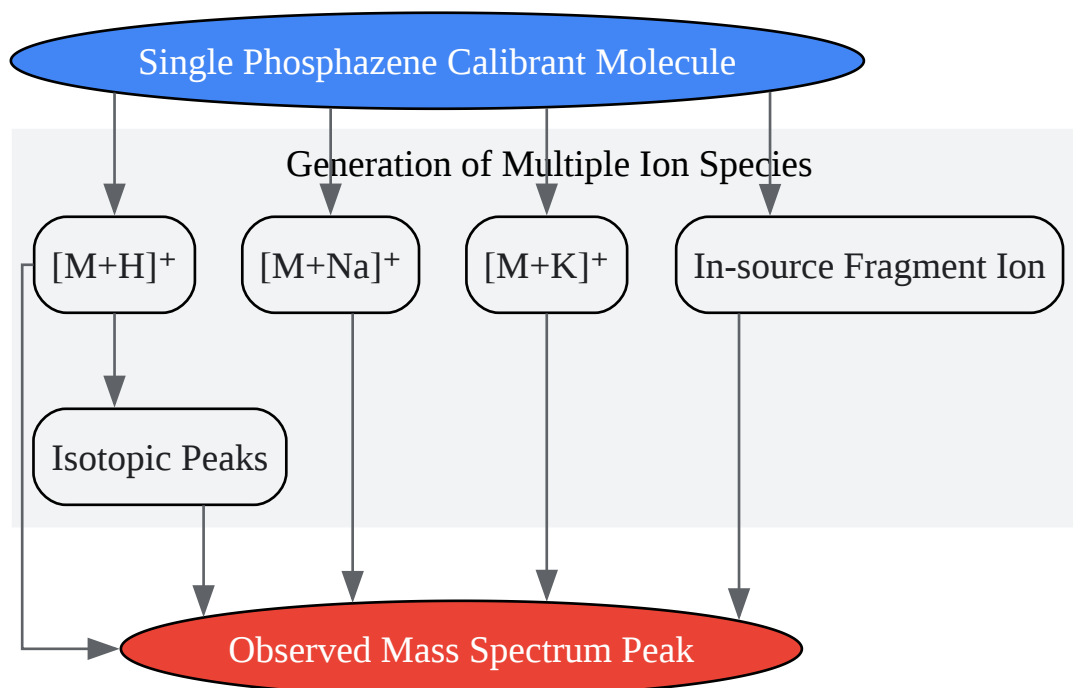 Single Phosphazene Calibrant Molecule
Generation of Multiple Ion Species
[M+H]⁺
[M+Na]⁺
[M+K]⁺
In-source Fragment Ion
Isotopic Peaks
Observed Mass Spectrum Peak